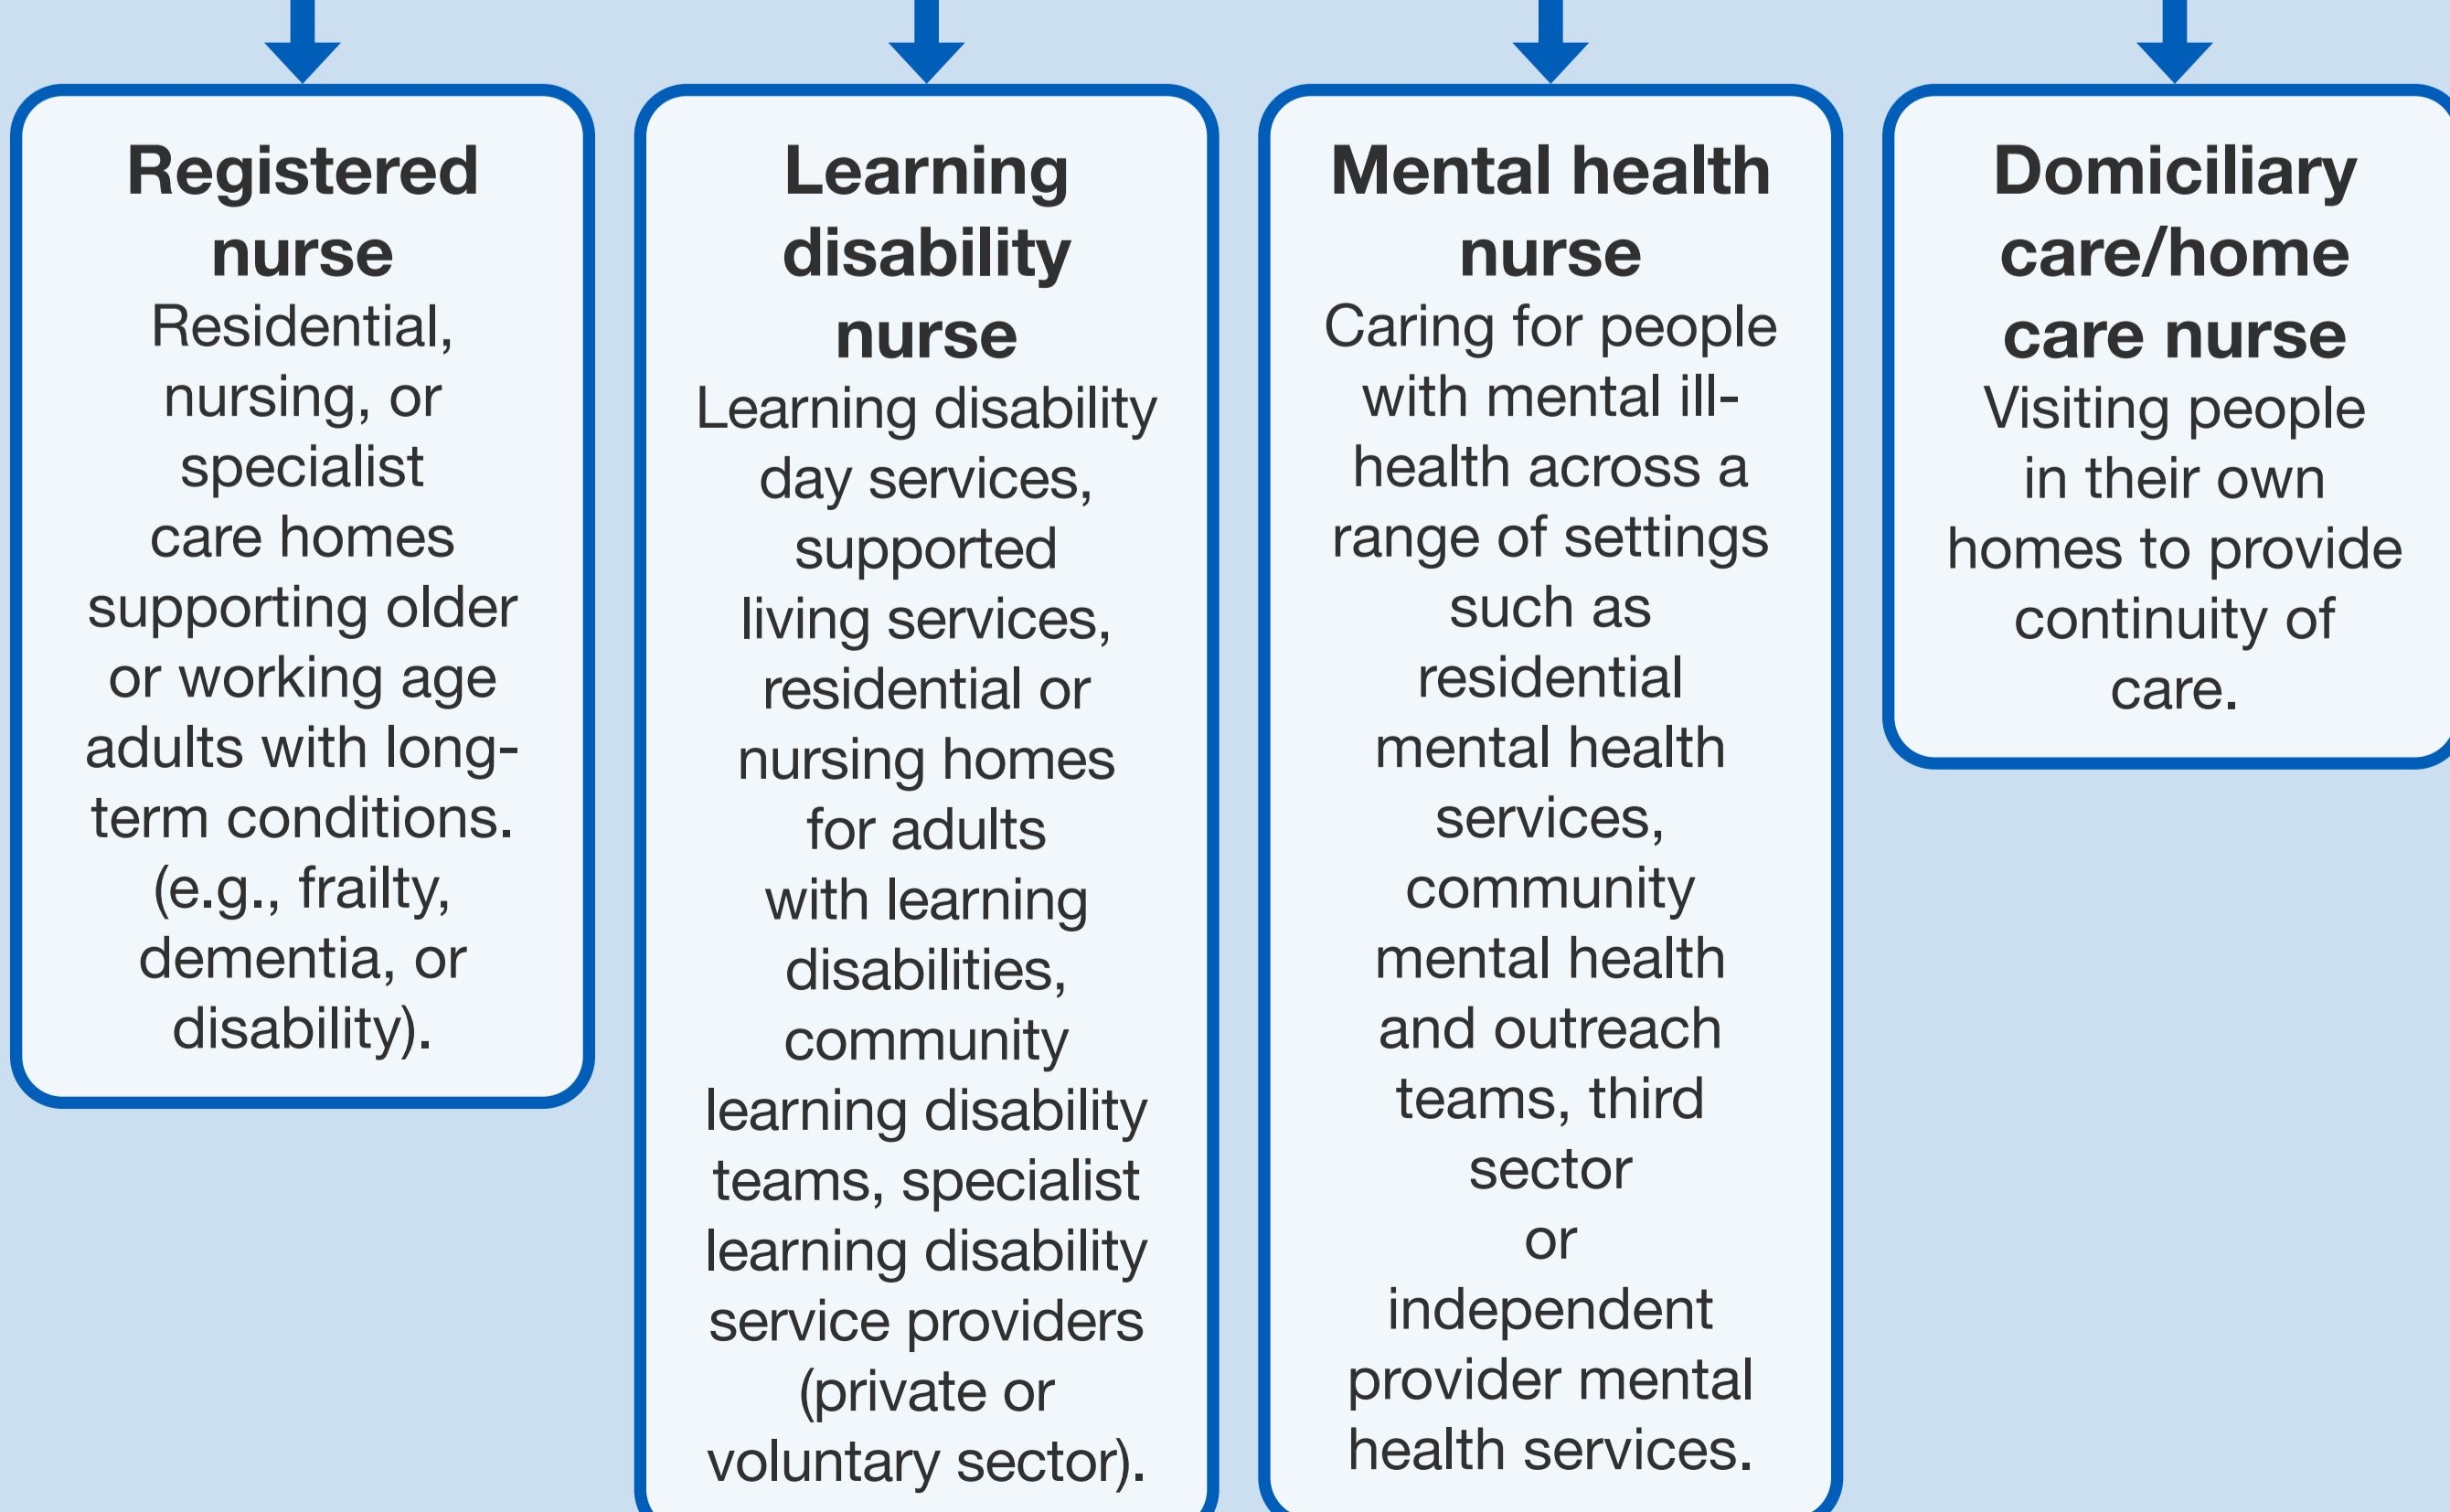 Registered
nurse
Residential,
nursing, or
specialist
care homes
supporting older
or working age
adults with long-
term conditions.
(e.g., frailty,
dementia, or
disability).
Learning
disability
nurse
Learning disability
day services,
supported
living services,
residential or
nursing homes
for adults
with learning
disabilities,
community
learning disability
teams, specialist
learning disability
service providers
(private or
voluntary sector).
Mental health
nurse
Caring for people
with mental ill-
health across a
range of settings
such as
residential
mental health
services,
community
mental health
and outreach
teams, third
sector
or
independent
provider mental
health services.
Domiciliary
care/home
care nurse
Visiting people
in their own
homes to provide
continuity of
care.